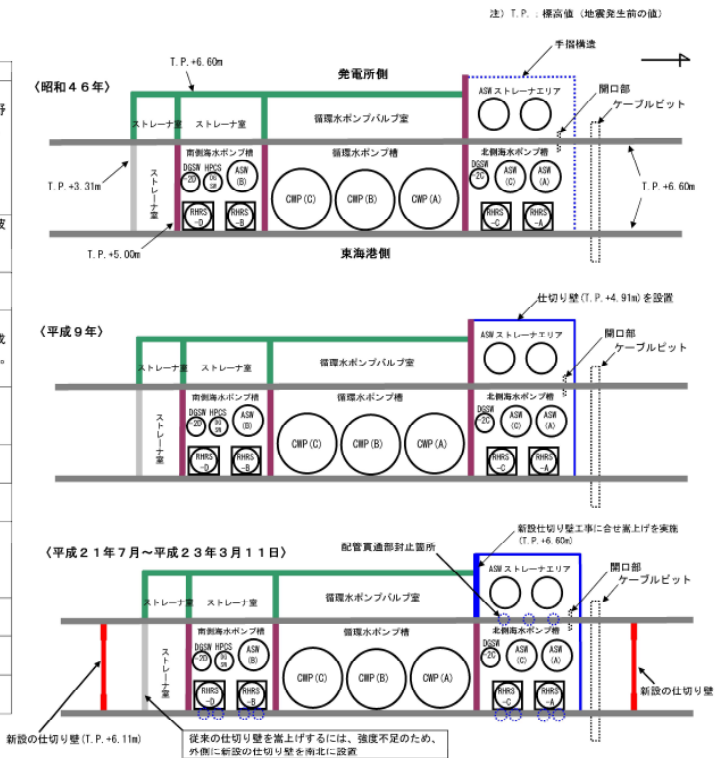 注) T.P. : 標高値（地震発生前の値）
野
波
成
。
〈昭和４６年〉
T.P.+6.60m
発電所側
手摺構造
ASWストレーナエリア
開口部
ケーブルピット
ストレーナ室
ストレーナ室
循環水ポンプバルブ室
南側海水ポンプ槽
循環水ポンプ槽
北側海水ポンプ槽
DGSW
-2D
HPCS
DG
SW
ASW
(B)
RHRS
-D
RHRS
-B
CWP(C)
CWP(B)
CWP(A)
DGSW
-2C
ASW
(C)
ASW
(A)
RHRS
-C
RHRS
-A
ストレーナ室
T.P.+3.31m
T.P.+6.60m
T.P.+5.00m
東海港側
〈平成９年〉
仕切り壁(T.P.+4.91m)を設置
ASWストレーナエリア
開口部
ケーブルピット
ストレーナ室
ストレーナ室
循環水ポンプバルブ室
南側海水ポンプ槽
循環水ポンプ槽
北側海水ポンプ槽
DGSW
-2D
HPCS
DG
SW
ASW
RHRS
-D
RHRS
-B
CWP(C)
CWP(B)
CWP(A)
DGSW
-2C
ASW
(C)
ASW
(A)
RHRS
-C
RHRS
-A
ストレーナ室
〈平成２１年７月～平成２３年３月１１日〉
新設仕切り壁工事に合せ嵩上げを実施
(T.P.+6.60m)
配管貫通部封止箇所
ASWストレーナエリア
開口部
ケーブルピット
ストレーナ室
ストレーナ室
循環水ポンプバルブ室
南側海水ポンプ槽
循環水ポンプ槽
北側海水ポンプ槽
DGSW
-2D
HPCS
DG
SW
ASW
RHRS
-D
RHRS
-B
CWP(C)
CWP(B)
CWP(A)
DGSW
-2C
ASW
(C)
ASW
(A)
RHRS
-C
RHRS
-A
ストレーナ室
新設の仕切り壁
新設の仕切り壁(T.P.+6.11m)
従来の仕切り壁を嵩上げするには、強度不足のため、
外側に新設の仕切り壁を南北に設置